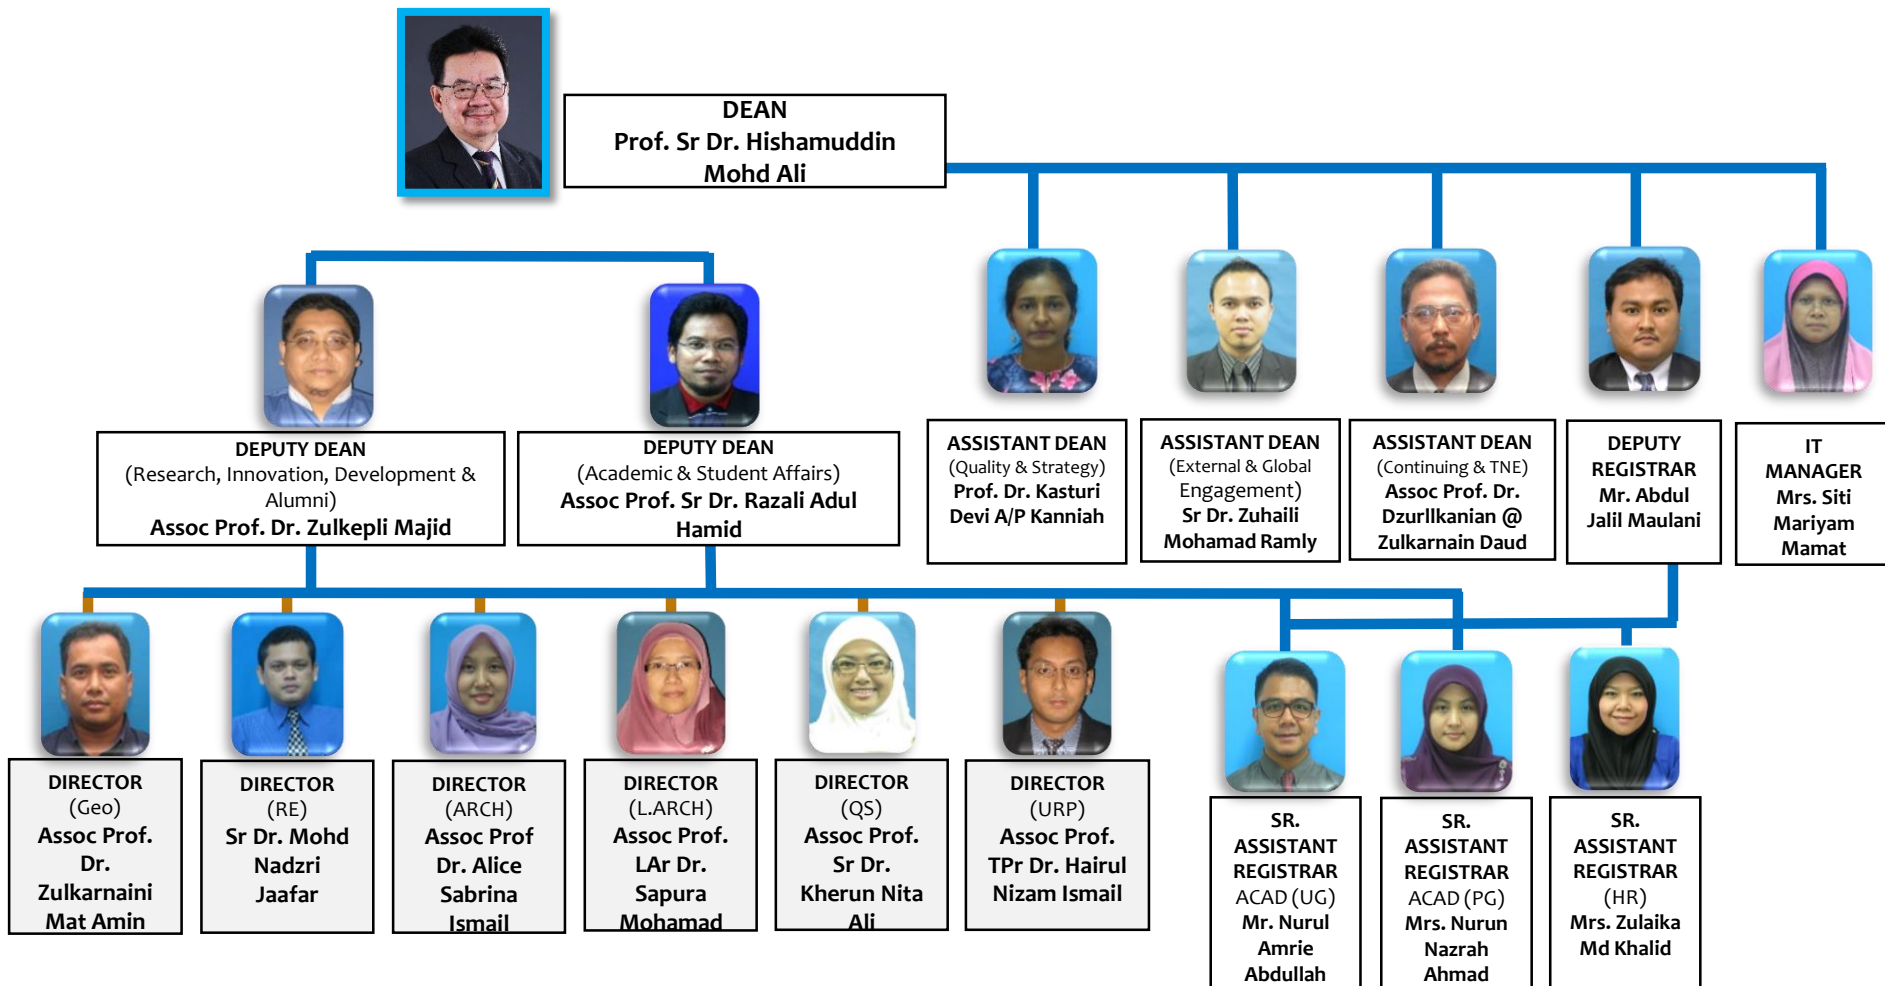 DEAN
Prof. Sr Dr. Hishamuddin
Mohd Ali
DEPUTY DEAN
(Research, Innovation, Development &
Alumni)
Assoc Prof. Dr. Zulkepli Majid
DEPUTY DEAN
(Academic & Student Affairs)
Assoc Prof. Sr Dr. Razali Adul
Hamid
ASSISTANT DEAN
(Quality & Strategy)
Prof. Dr. Kasturi
Devi A/P Kanniah
ASSISTANT DEAN
(External & Global
Engagement)
Sr Dr. Zuhaili
Mohamad Ramly
ASSISTANT DEAN
(Continuing & TNE)
Assoc Prof. Dr.
Dzurllkanian @
Zulkarnain Daud
DEPUTY
REGISTRAR
Mr. Abdul
Jalil Maulani
IT
MANAGER
Mrs. Siti
Mariyam
Mamat
DIRECTOR
(Geo)
Assoc Prof.
Dr.
Zulkarnaini
Mat Amin
DIRECTOR
(RE)
Sr Dr. Mohd
Nadzri
Jaafar
DIRECTOR
(ARCH)
Assoc Prof
Dr. Alice
Sabrina
Ismail
DIRECTOR
(L.ARCH)
Assoc Prof.
LAr Dr.
Sapura
Mohamad
DIRECTOR
(QS)
Assoc Prof.
Sr Dr.
Kherun Nita
Ali
DIRECTOR
(URP)
Assoc Prof.
TPr Dr. Hairul
Nizam Ismail
SR.
ASSISTANT
REGISTRAR
ACAD (UG)
Mr. Nurul
Amrie
Abdullah
SR.
ASSISTANT
REGISTRAR
ACAD (PG)
Mrs. Nurun
Nazrah
Ahmad
SR.
ASSISTANT
REGISTRAR
(HR)
Mrs. Zulaika
Md Khalid